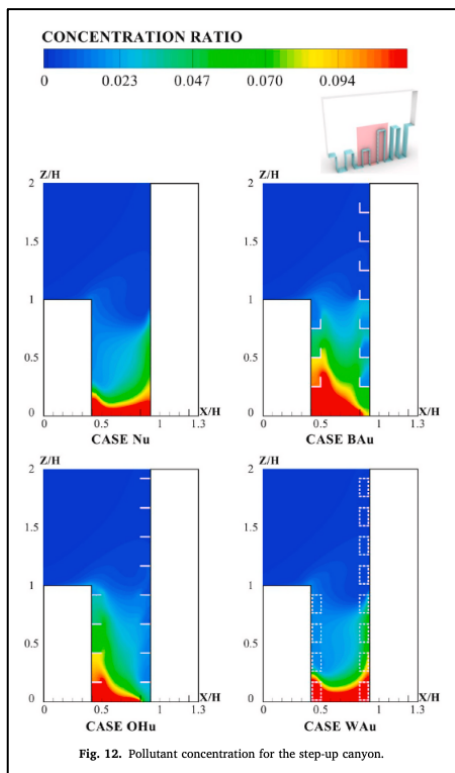 CONCENTRATION RATIO
0 0.023 0.047 0.070 0.094
Z/H Z/H
2 2
1.5 1.5
1 1
0.5 0.5
0 X/H 0 X/H
0 0.5 1 1.3 0 0.5 1 1.3
CASE Nu CASE BAu
Z/H Z/H
2 2
1.5 1.5
1 1
0.5 0.5
0 X/H 0 X/H
0 0.5 1 1.3 0 0.5 1 1.3
CASE OHu CASE WAu
Fig. 12. Pollutant concentration for the step-up canyon.